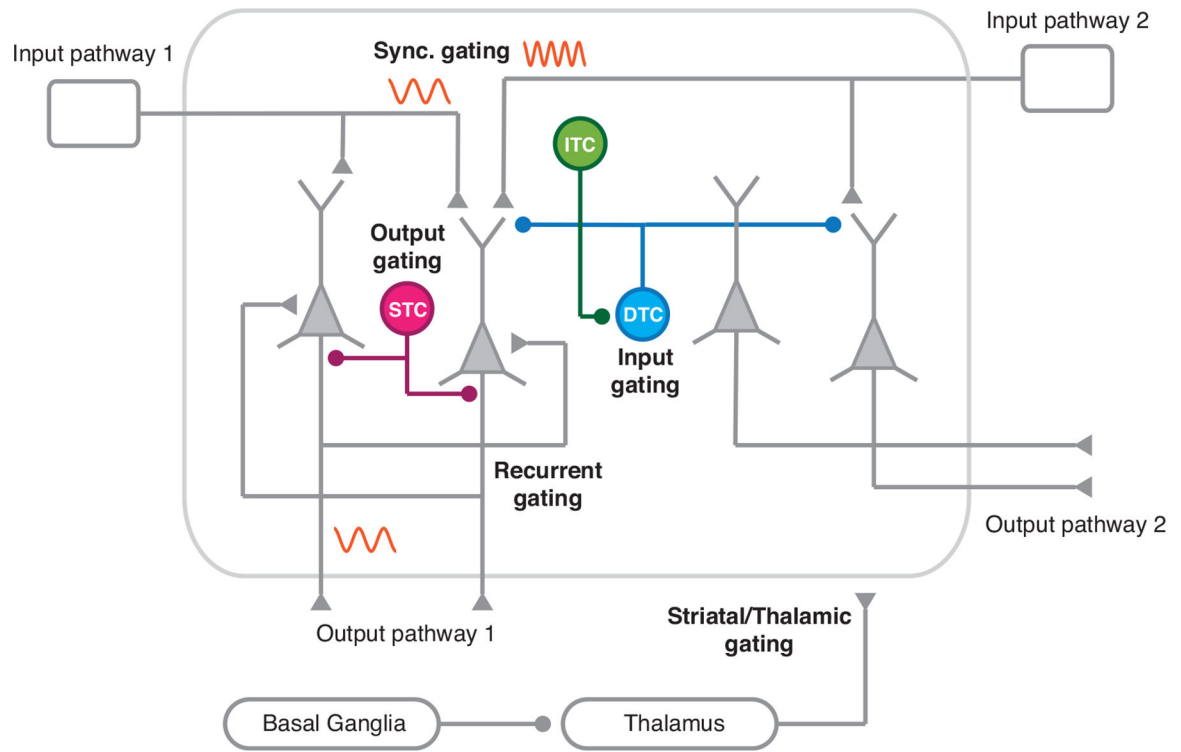 Input pathway 1
Sync. gating
Input pathway 2
ITC
Output
gating
STC
DTC
Input
gating
Recurrent
gating
Output pathway 2
Output pathway 1
Striatal/Thalamic
gating
Basal Ganglia
Thalamus